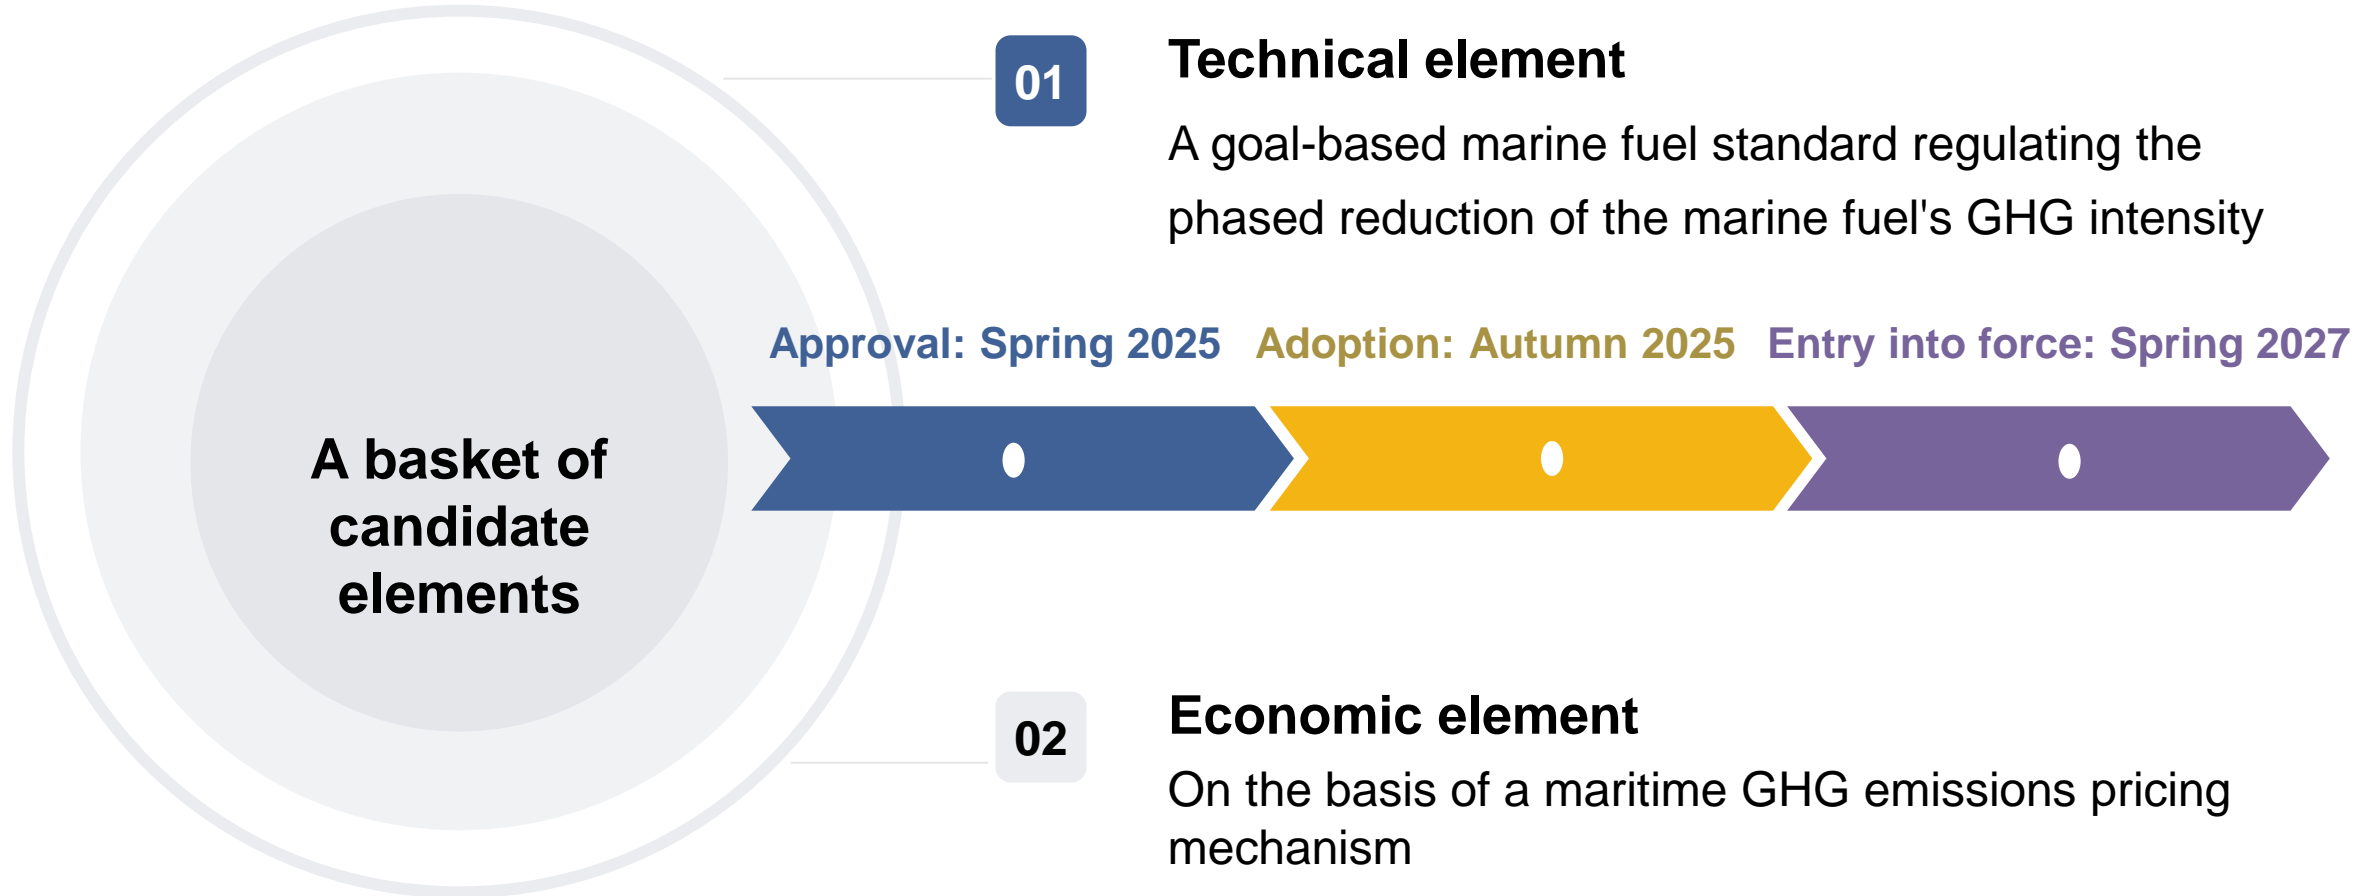 01
Technical element
A goal-based marine fuel standard regulating the
phased reduction of the marine fuel's GHG intensity
Approval: Spring 2025
Adoption: Autumn 2025
Entry into force: Spring 2027
A basket of
candidate
elements
02
Economic element
On the basis of a maritime GHG emissions pricing
mechanism